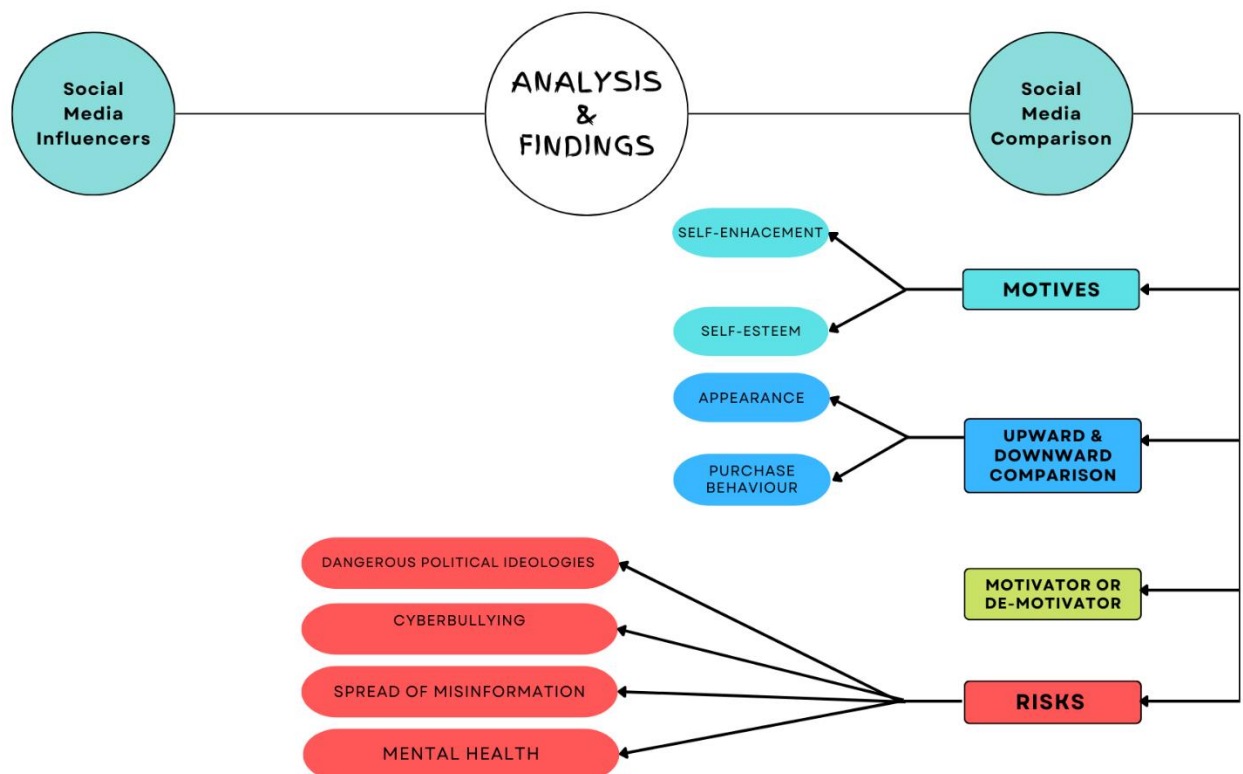 Social
Media
Influencers
ANALYSIS
&
FINDINGS
Social
Media
Comparison
SELF-ENHACEMENT
SELF-ESTEEM
MOTIVES
APPEARANCE
PURCHASE
BEHAVIOUR
UPWARD &
DOWNWARD
COMPARISON
MOTIVATOR OR
DE-MOTIVATOR
DANGEROUS POLITICAL IDEOLOGIES
CYBERBULLYING
SPREAD OF MISINFORMATION
MENTAL HEALTH
RISKS